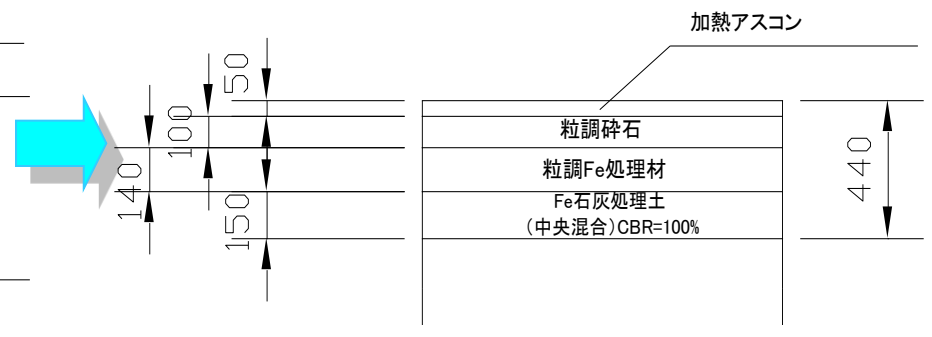 加熱アスコン
50
100
140
150
粒調砕石
粒調Fe処理材
Fe石灰処理土
(中央混合)CBR=100%
440